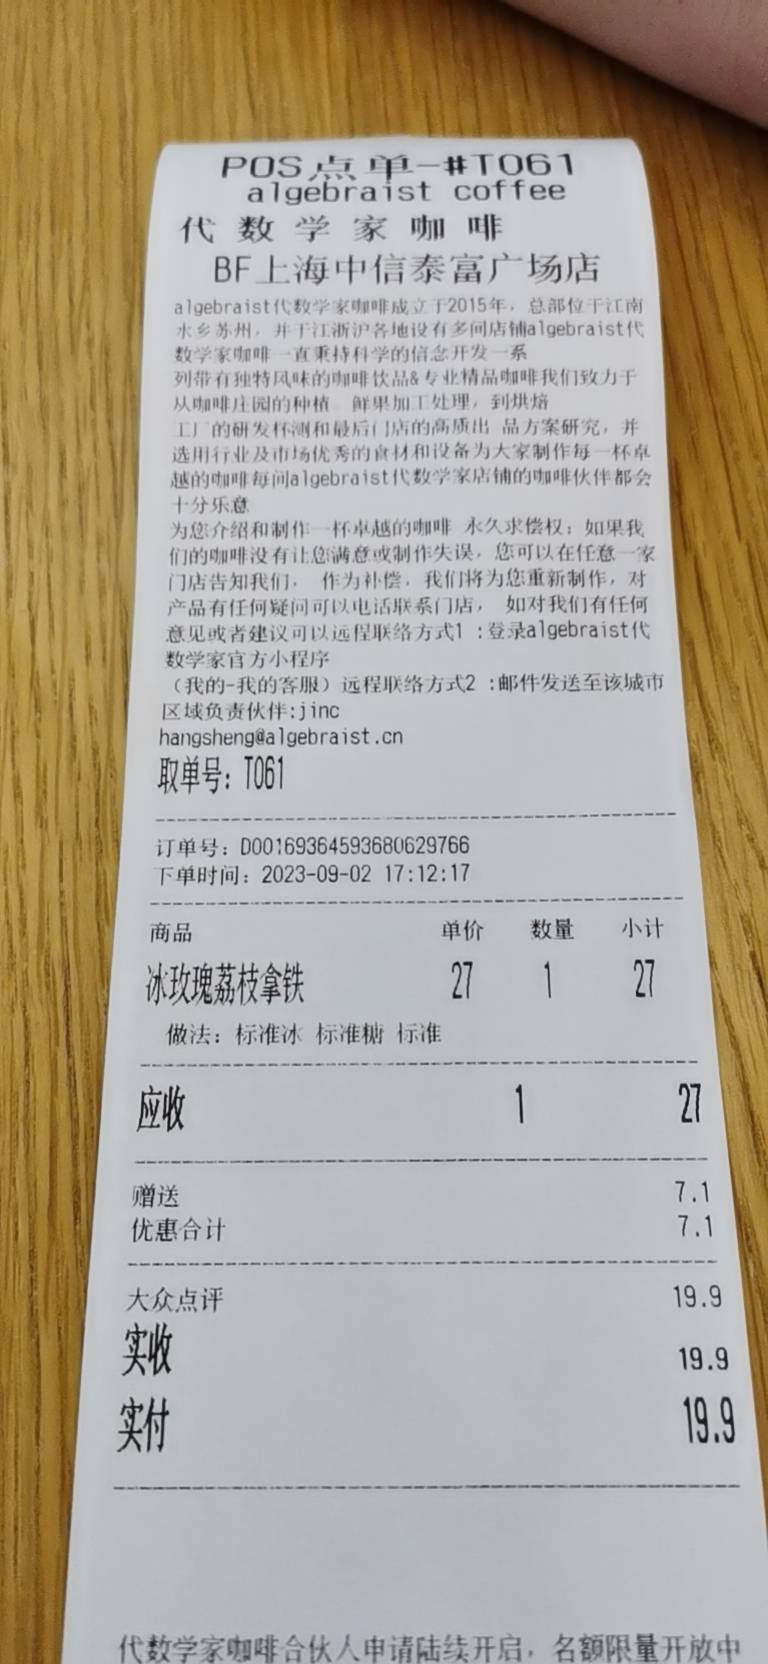 POS点单-#T061
algebraist coffee
代数学家咖啡
BF上海中信泰富广场店
algebraist代数学家咖啡成立于2015年，总部位于江南
水乡苏州，并于江浙沪各地设有多间店铺algebraist代
数学家咖啡一直秉持科学的信念开发一系
列带有独特风味的咖啡饮品&专业精品咖啡我们致力于
从咖啡庄园的种植 鲜果加工处理，到烘焙
工厂的研发杯测和最后门店的高质出 品方案研究，并
选用行业及市场优秀的食材和设备为大家制作每一杯卓
越的咖啡每间algebraist代数学家店铺的咖啡伙伴都会
十分乐意
为您介绍和制作一杯卓越的咖啡 永久求偿权：如果我
们的咖啡没有让您满意或制作失误，您可以在任意一家
门店告知我们， 作为补偿，我们将为您重新制作，对
产品有任何疑问可以电话联系门店， 如对我们有任何
意见或者建议可以远程联络方式1 :登录algebraist代
数学家官方小程序
（我的-我的客服）远程联络方式2 :邮件发送至该城市
区域负责伙伴:jinc
hangsheng@algebraist.cn
取单号：T061
订单号：D00169364593680629766
下单时间：2023-09-02 17:12:17
商品 单价 数量 小计
冰玫瑰荔枝拿铁 27 1 27
做法：标准冰 标准糖 标准
应收 1 27
赠送 7.1
优惠合计 7.1
大众点评 19.9
实收 19.9
实付 19.9
代数学家咖啡合伙人申请陆续开启，名额限量开放中